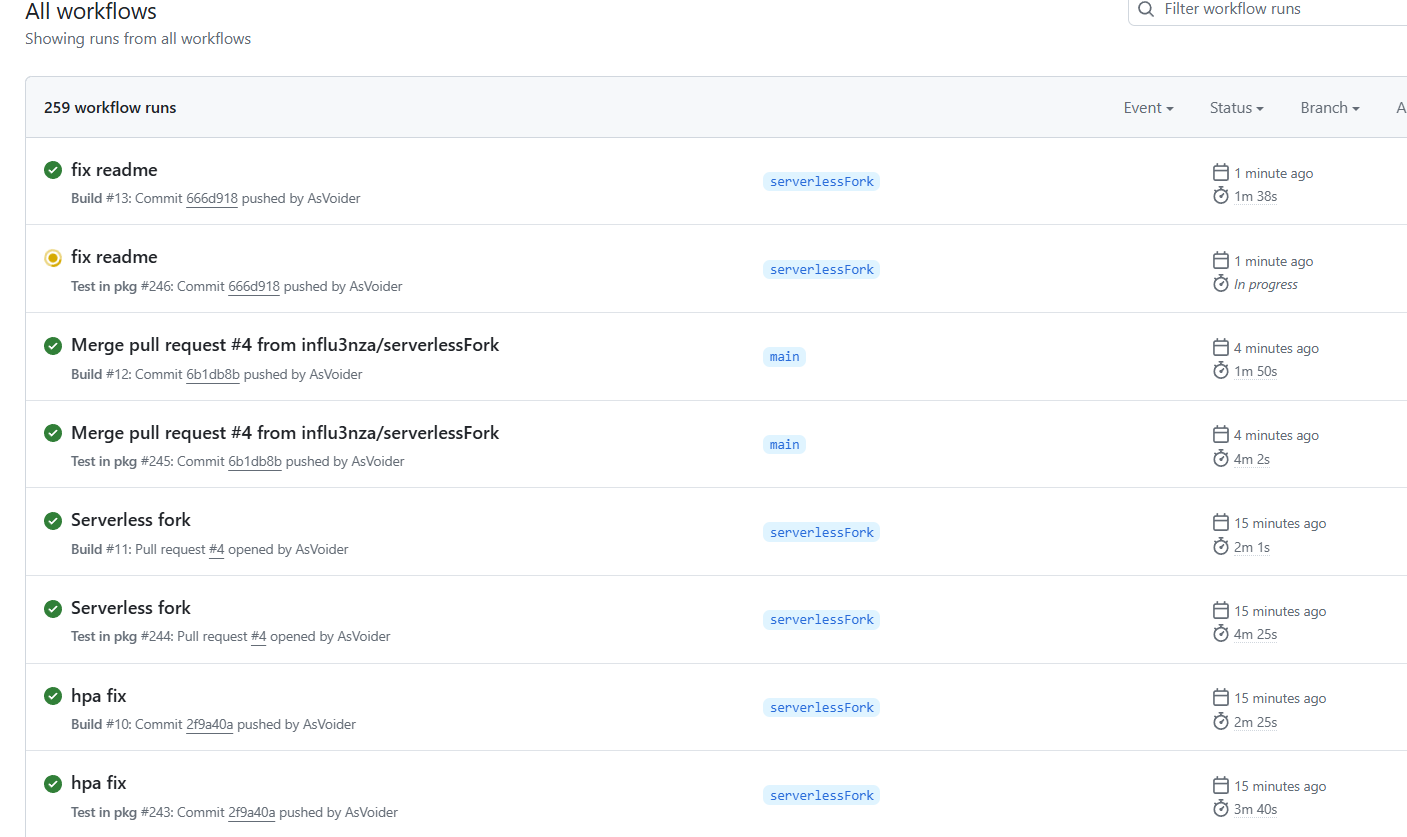 All workflows
Filter workflow runs
Showing runs from all workflows
259 workflow runs
Event
Status
Branch
A
fix readme
serverlessFork
1 minute ago
Build #13: Commit 666d918 pushed by AsVoider
1m 38s
fix readme
serverlessFork
1 minute ago
Test in pkg #246: Commit 666d918 pushed by AsVoider
In progress
Merge pull request #4 from influ3nza/serverlessFork
main
4 minutes ago
Build #12: Commit 6b1db8b pushed by AsVoider
1m 50s
Merge pull request #4 from influ3nza/serverlessFork
main
4 minutes ago
Test in pkg #245: Commit 6b1db8b pushed by AsVoider
4m 2s
Serverless fork
serverlessFork
15 minutes ago
Build #11: Pull request #4 opened by AsVoider
2m 1s
Serverless fork
serverlessFork
15 minutes ago
Test in pkg #244: Pull request #4 opened by AsVoider
4m 25s
hpa fix
serverlessFork
15 minutes ago
Build #10: Commit 2f9a40a pushed by AsVoider
2m 25s
hpa fix
serverlessFork
15 minutes ago
Test in pkg #243: Commit 2f9a40a pushed by AsVoider
3m 40s